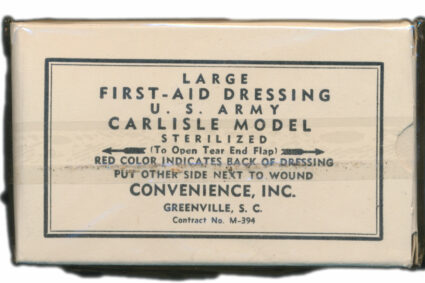 LARGE
FIRST-AID DRESSING
U. S. ARMY
CARLISLE MODEL
STERILIZED
(To Open Tear End Flap)
RED COLOR INDICATES BACK OF DRESSING
PUT OTHER SIDE NEXT TO WOUND
CONVENIENCE, INC.
GREENVILLE, S. C.
Contract No. M-394